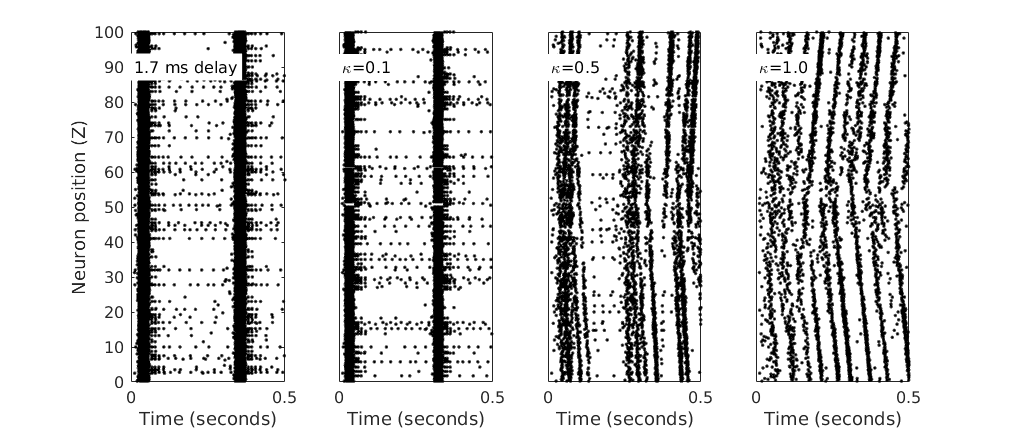 100
90
80
70
60
50
40
30
20
10
0
Neuron position (Z)
1.7 ms delay
κ=0.1
κ=0.5
κ=1.0
0 0.5
0 0.5
0 0.5
0 0.5
Time (seconds)
Time (seconds)
Time (seconds)
Time (seconds)